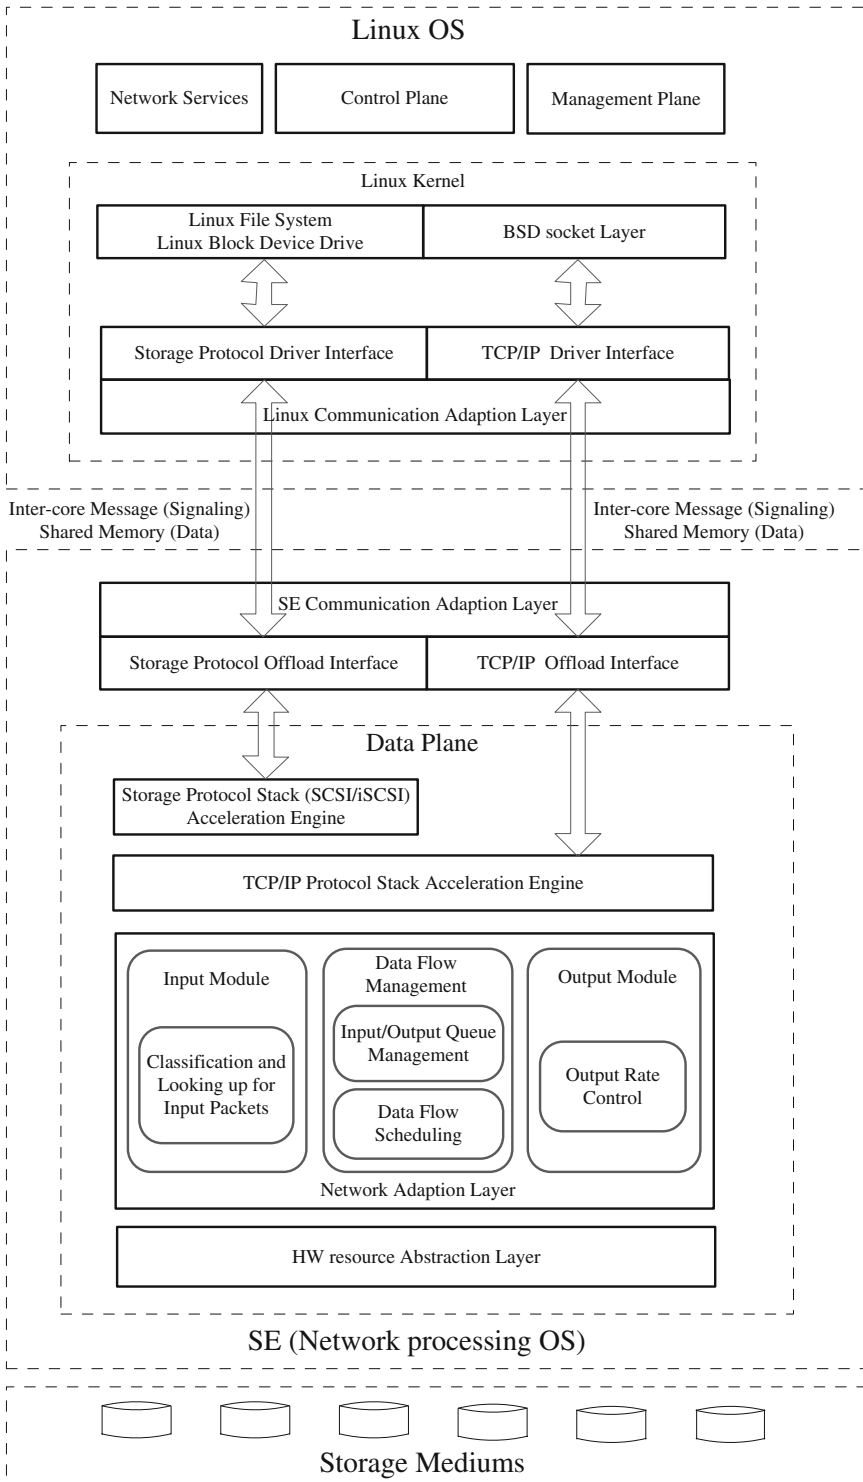 Linux OS
Network Services
Control Plane
Management Plane
Linux Kernel
Linux File System
Linux Block Device Drive
BSD socket Layer
Storage Protocol Driver Interface
TCP/IP Driver Interface
Linux Communication Adaption Layer
Inter-core Message (Signaling)
Shared Memory (Data)
Inter-core Message (Signaling)
Shared Memory (Data)
SE Communication Adaption Layer
Storage Protocol Offload Interface
TCP/IP Offload Interface
Data Plane
Storage Protocol Stack (SCSI/iSCSI)
Acceleration Engine
TCP/IP Protocol Stack Acceleration Engine
Input Module
Classification and
Looking up for
Input Packets
Data Flow
Management
Input/Output Queue
Management
Data Flow
Scheduling
Output Module
Output Rate
Control
Network Adaption Layer
HW resource Abstraction Layer
SE (Network processing OS)
Storage Mediums